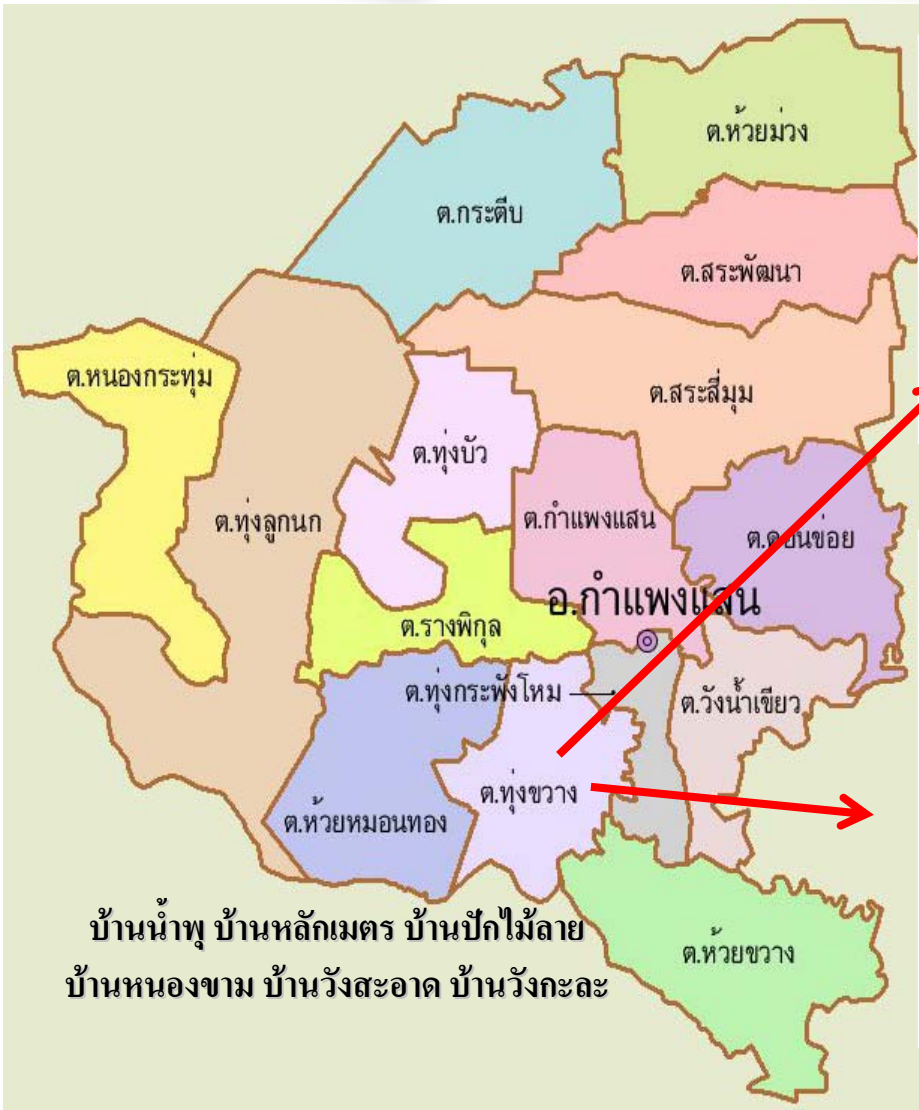 ต.ห้วยม่วง
ต.กระตีบ
ต.สระพัฒนา
ต.หนองกระทุ่ม
ต.สระสี่มุม
ต.ทุ่งบัว
ต.ทุ่งลูกนก
ต.กำแพงแสน
ต.ดอนข่อย
อ.กำแพงแสน
ต.รางพิกุล
ต.ทุ่งกระพังโหม
ต.วังน้ำเขียว
ต.ทุ่งขวาง
ต.ห้วยหมอนทอง
บ้านน้ำพุ บ้านหลักเมตร บ้านปักไม้ลาย
บ้านหนองขาม บ้านวังสะอาด บ้านวังกะละ
ต.ห้วยขวาง